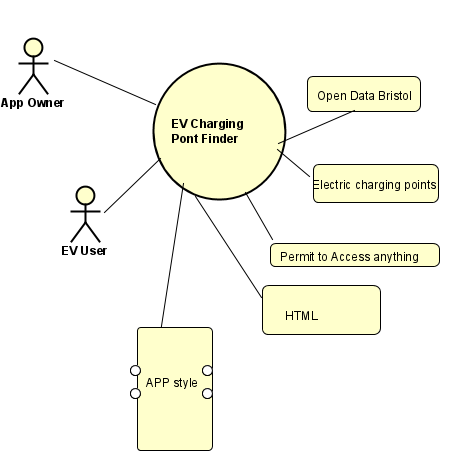 App Owner
EV Charging
Pont Finder
Open Data Bristol
Electric charging points
EV User
Permit to Access anything
HTML
APP style